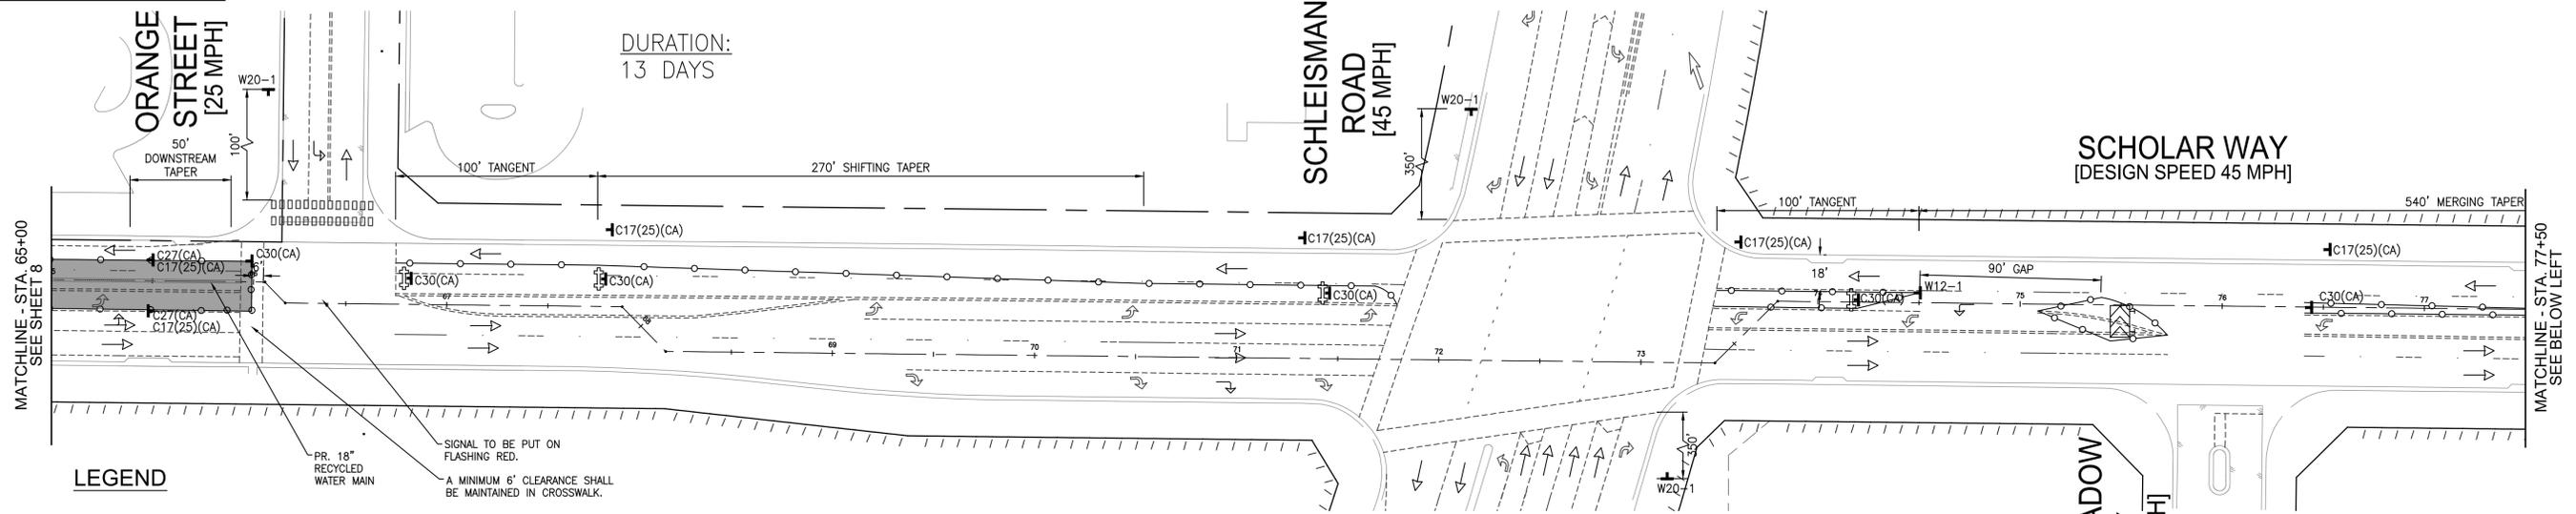 ORANGE
STREET
[25 MPH]
DURATION:
13 DAYS
W20-1
100'
50'
DOWNSTREAM
TAPER
100' TANGENT
270' SHIFTING TAPER
SCHLEISMAN
ROAD
[45 MPH]
W20-1
350'
SCHOLAR WAY
[DESIGN SPEED 45 MPH]
100' TANGENT
540' MERGING TAPER
MATCHLINE - STA. 65+00
SEE SHEET 8
C27(CA)
C17(25)(CA)
C30(CA)
C27(CA)
C17(25)(CA)
C17(25)(CA)
C30(CA)
C30(CA)
C17(25)(CA)
C30(CA)
C17(25)(CA)
18'
C30(CA)
W12-1
90' GAP
C17(25)(CA)
C30(CA)
67
69
70
71
72
73
75
76
77
MATCHLINE - STA. 77+50
SEE BELOW LEFT
SIGNAL TO BE PUT ON
FLASHING RED.
PR. 18"
RECYCLED
WATER MAIN
A MINIMUM 6' CLEARANCE SHALL
BE MAINTAINED IN CROSSWALK.
LEGEND
350'
W20-1
ADOW
H]